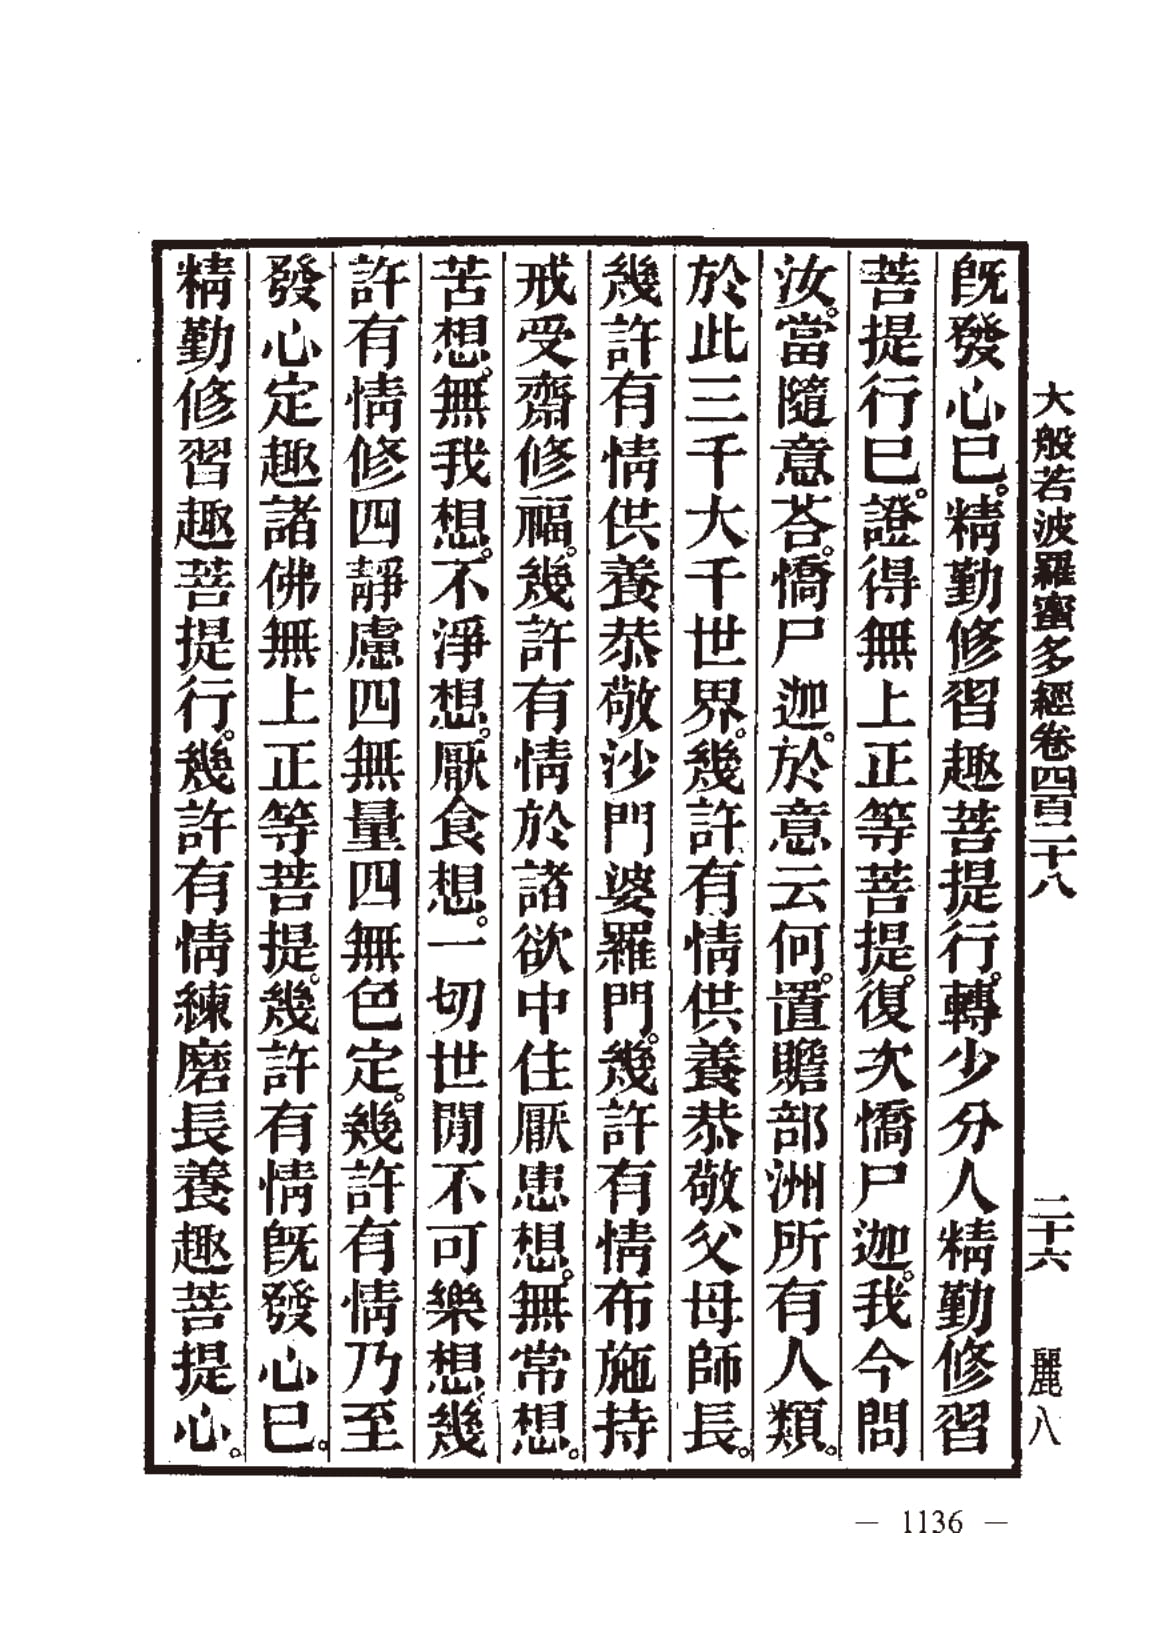 大般若波羅蜜多經卷四百二十八 二十六 麗八
旣發心已。精勤修習趣菩提行。轉少分人精勤修習
菩提行已。證得無上正等菩提。復次憍尸迦。我今問
汝。當隨意荅。憍尸迦。於意云何。置贍部洲所有人類。
於此三千大千世界。幾許有情供養恭敬父母師長。
幾許有情供養恭敬沙門婆羅門。幾許有情布施持
戒受齋修福。幾許有情於諸欲中住厭患想。無常想。
苦想。無我想。不淨想。厭食想。一切世閒不可樂想。幾
許有情修四靜慮四無量四無色定。幾許有情乃至
發心定趣諸佛無上正等菩提。幾許有情旣發心已。
精勤修習趣菩提行。幾許有情練磨長養趣菩提心。
— 1136 —